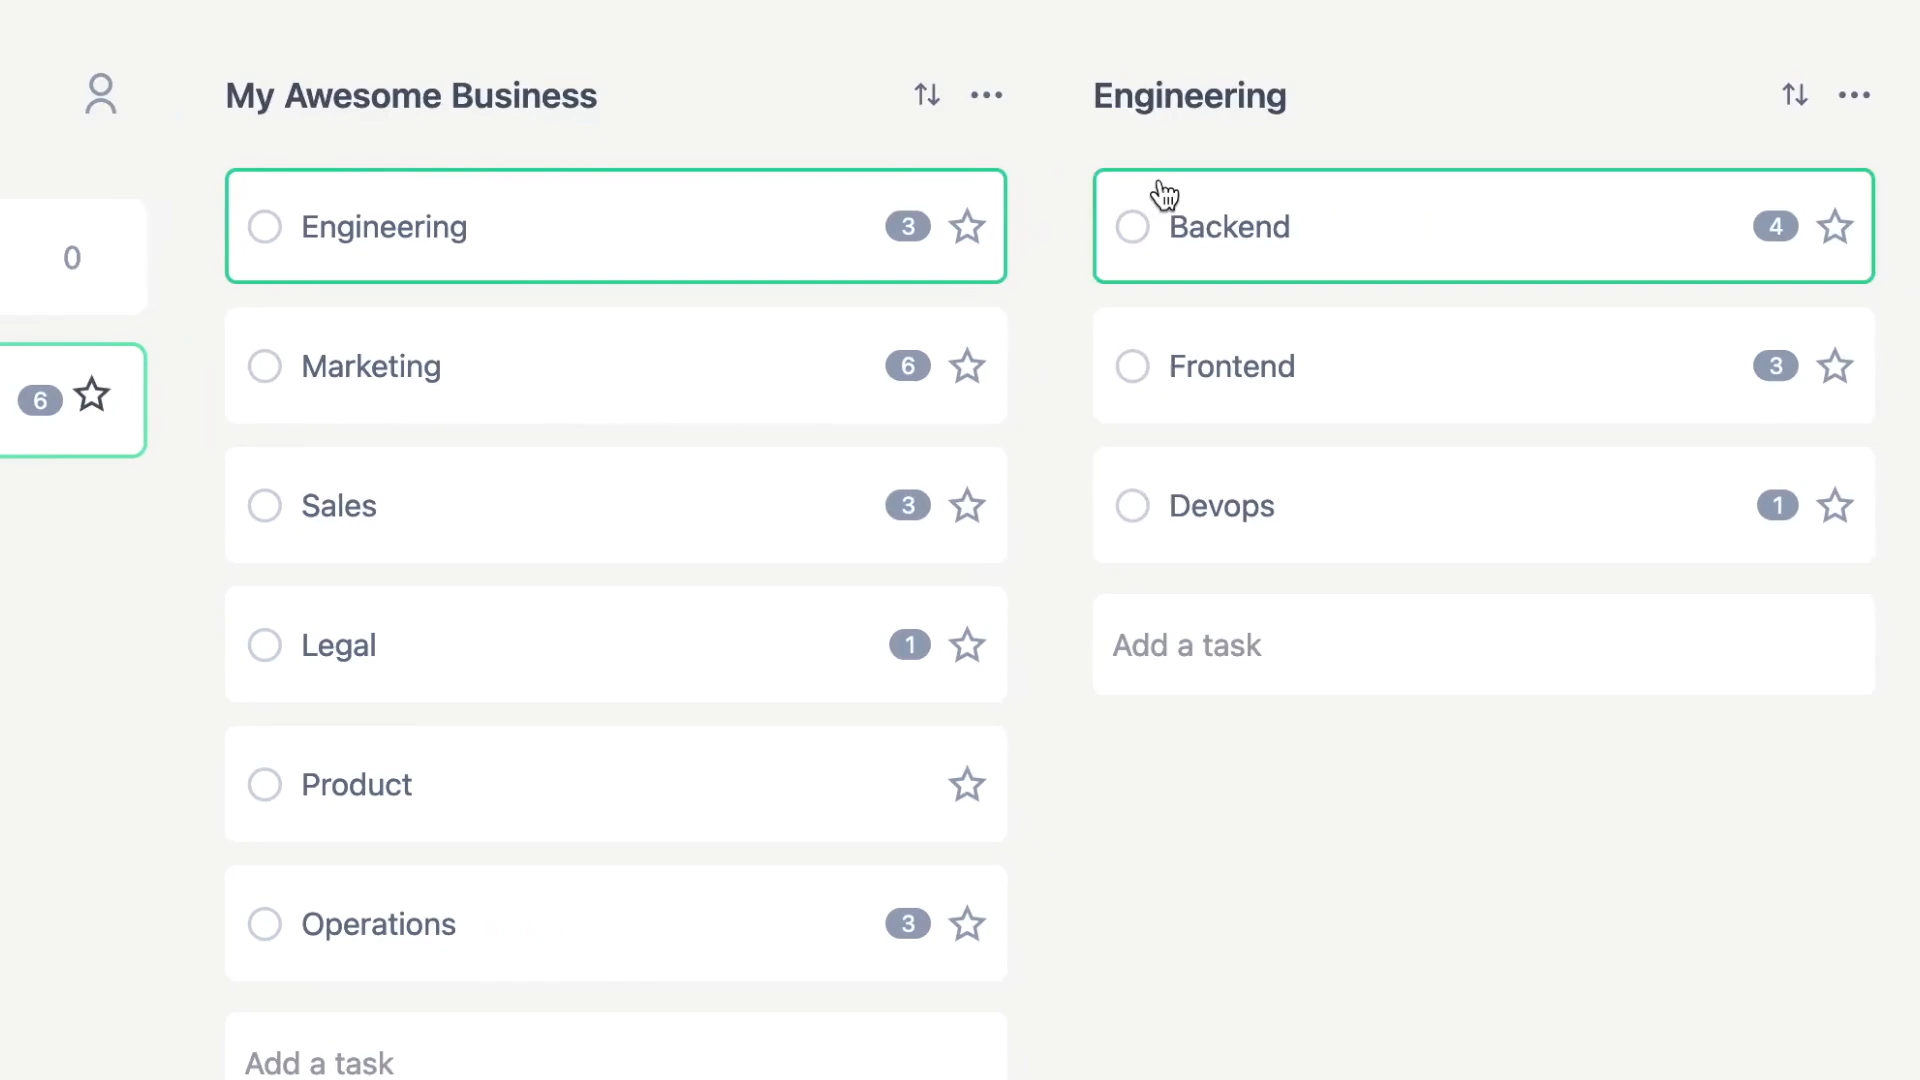 0
6
My Awesome Business
Engineering 3
Marketing 6
Sales 3
Legal 1
Product
Operations 3
Add a task
Engineering
Backend 4
Frontend 3
Devops 1
Add a task